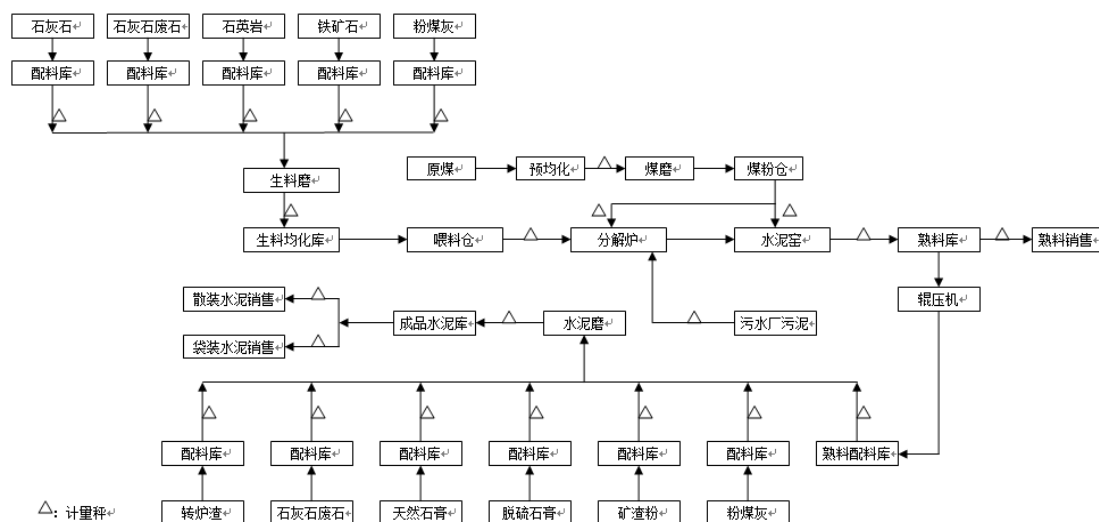 石灰石
石灰石废石
石英岩
铁矿石
粉煤灰
配料库
配料库
配料库
配料库
配料库
原煤
预均化
煤磨
煤粉仓
生料磨
生料均化库
喂料仓
分解炉
水泥窑
熟料库
熟料销售
散装水泥销售
辊压机
成品水泥库
水泥磨
污水厂污泥
袋装水泥销售
配料库
配料库
配料库
配料库
配料库
配料库
熟料配料库
△：计量秤
转炉渣
石灰石废石
天然石膏
脱硫石膏
矿渣粉
粉煤灰